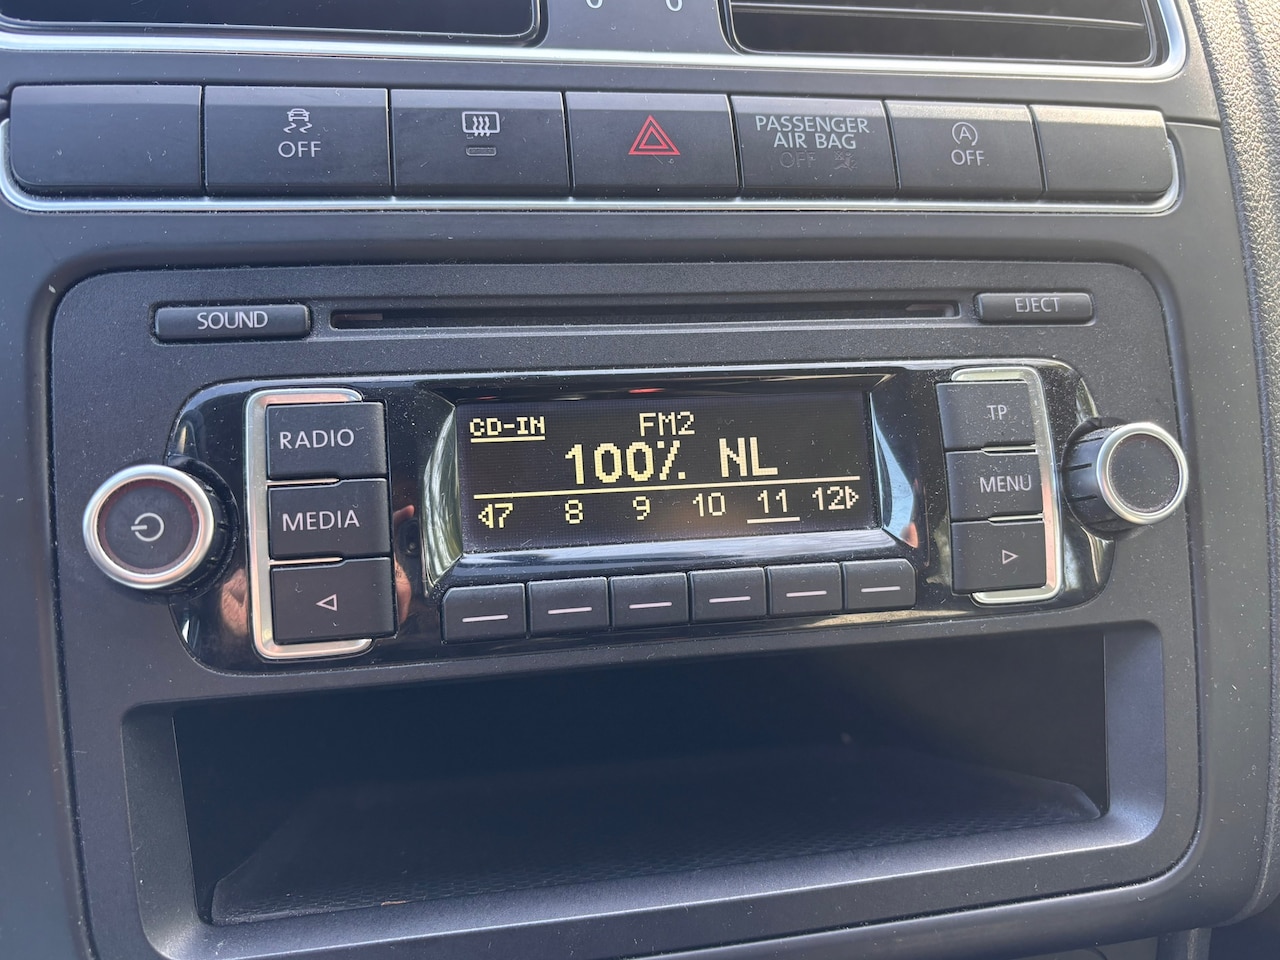 OFF
PASSENGER
AIR BAG
OFF
OFF
SOUND
EJECT
RADIO
MEDIA
CD-IN
FM2
100% NL
7 8 9 10 11 12
TP
MENU